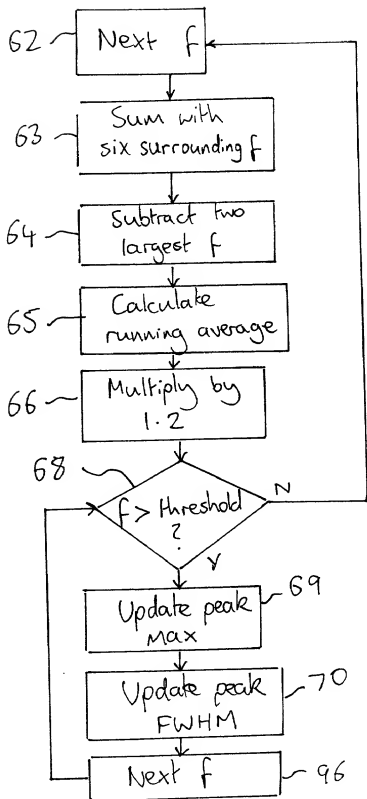 62
Next f
63
Sum with
six surrounding f
64
Subtract two
largest f
65
Calculate
running average
66
Multiply by
1.2
68
f > threshold
?
N
Y
69
Update peak
Max
70
Update peak
FWHM
Next f
96